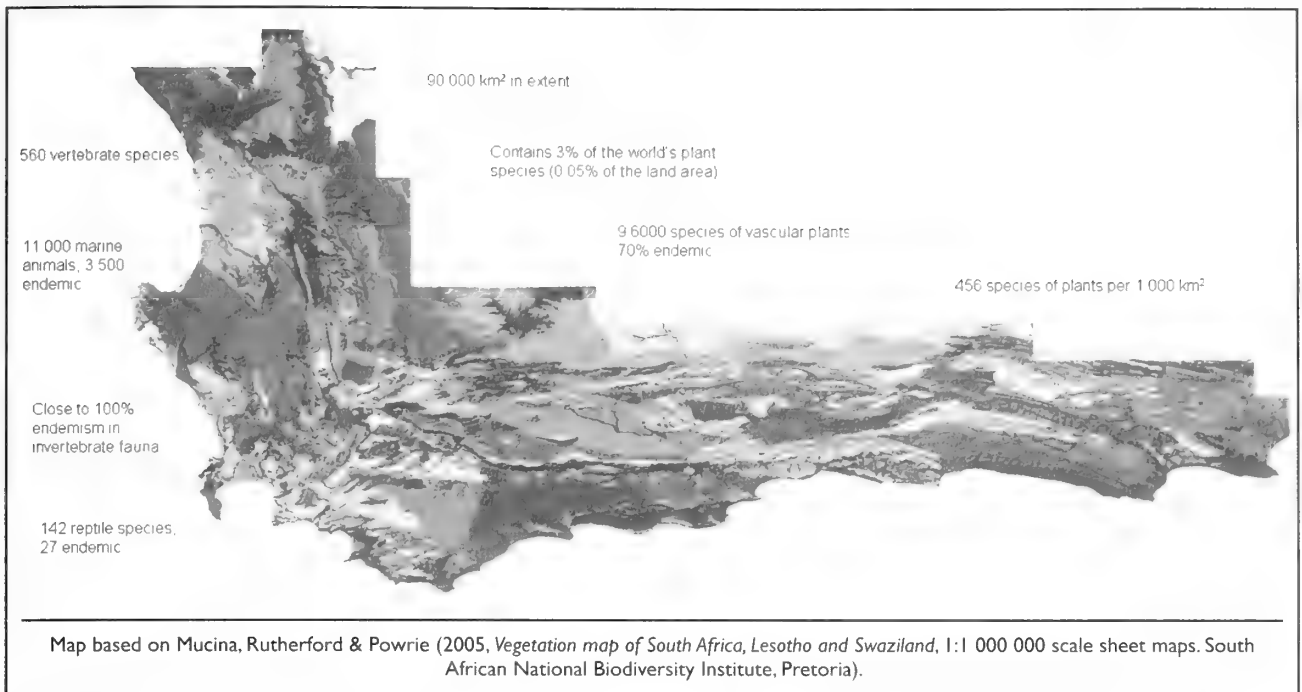 90 000 km² in extent
560 vertebrate species
Contains 3% of the world's plant
species (0.05% of the land area)
11 000 marine
animals, 3 500
endemic
9 6000 species of vascular plants
70% endemic
456 species of plants per 1 000 km²
Close to 100%
endemism in
invertebrate fauna
142 reptile species,
27 endemic
Map based on Mucina, Rutherford & Powrie (2005, Vegetation map of South Africa, Lesotho and Swaziland, 1:1 000 000 scale sheet maps. South
African National Biodiversity Institute, Pretoria).